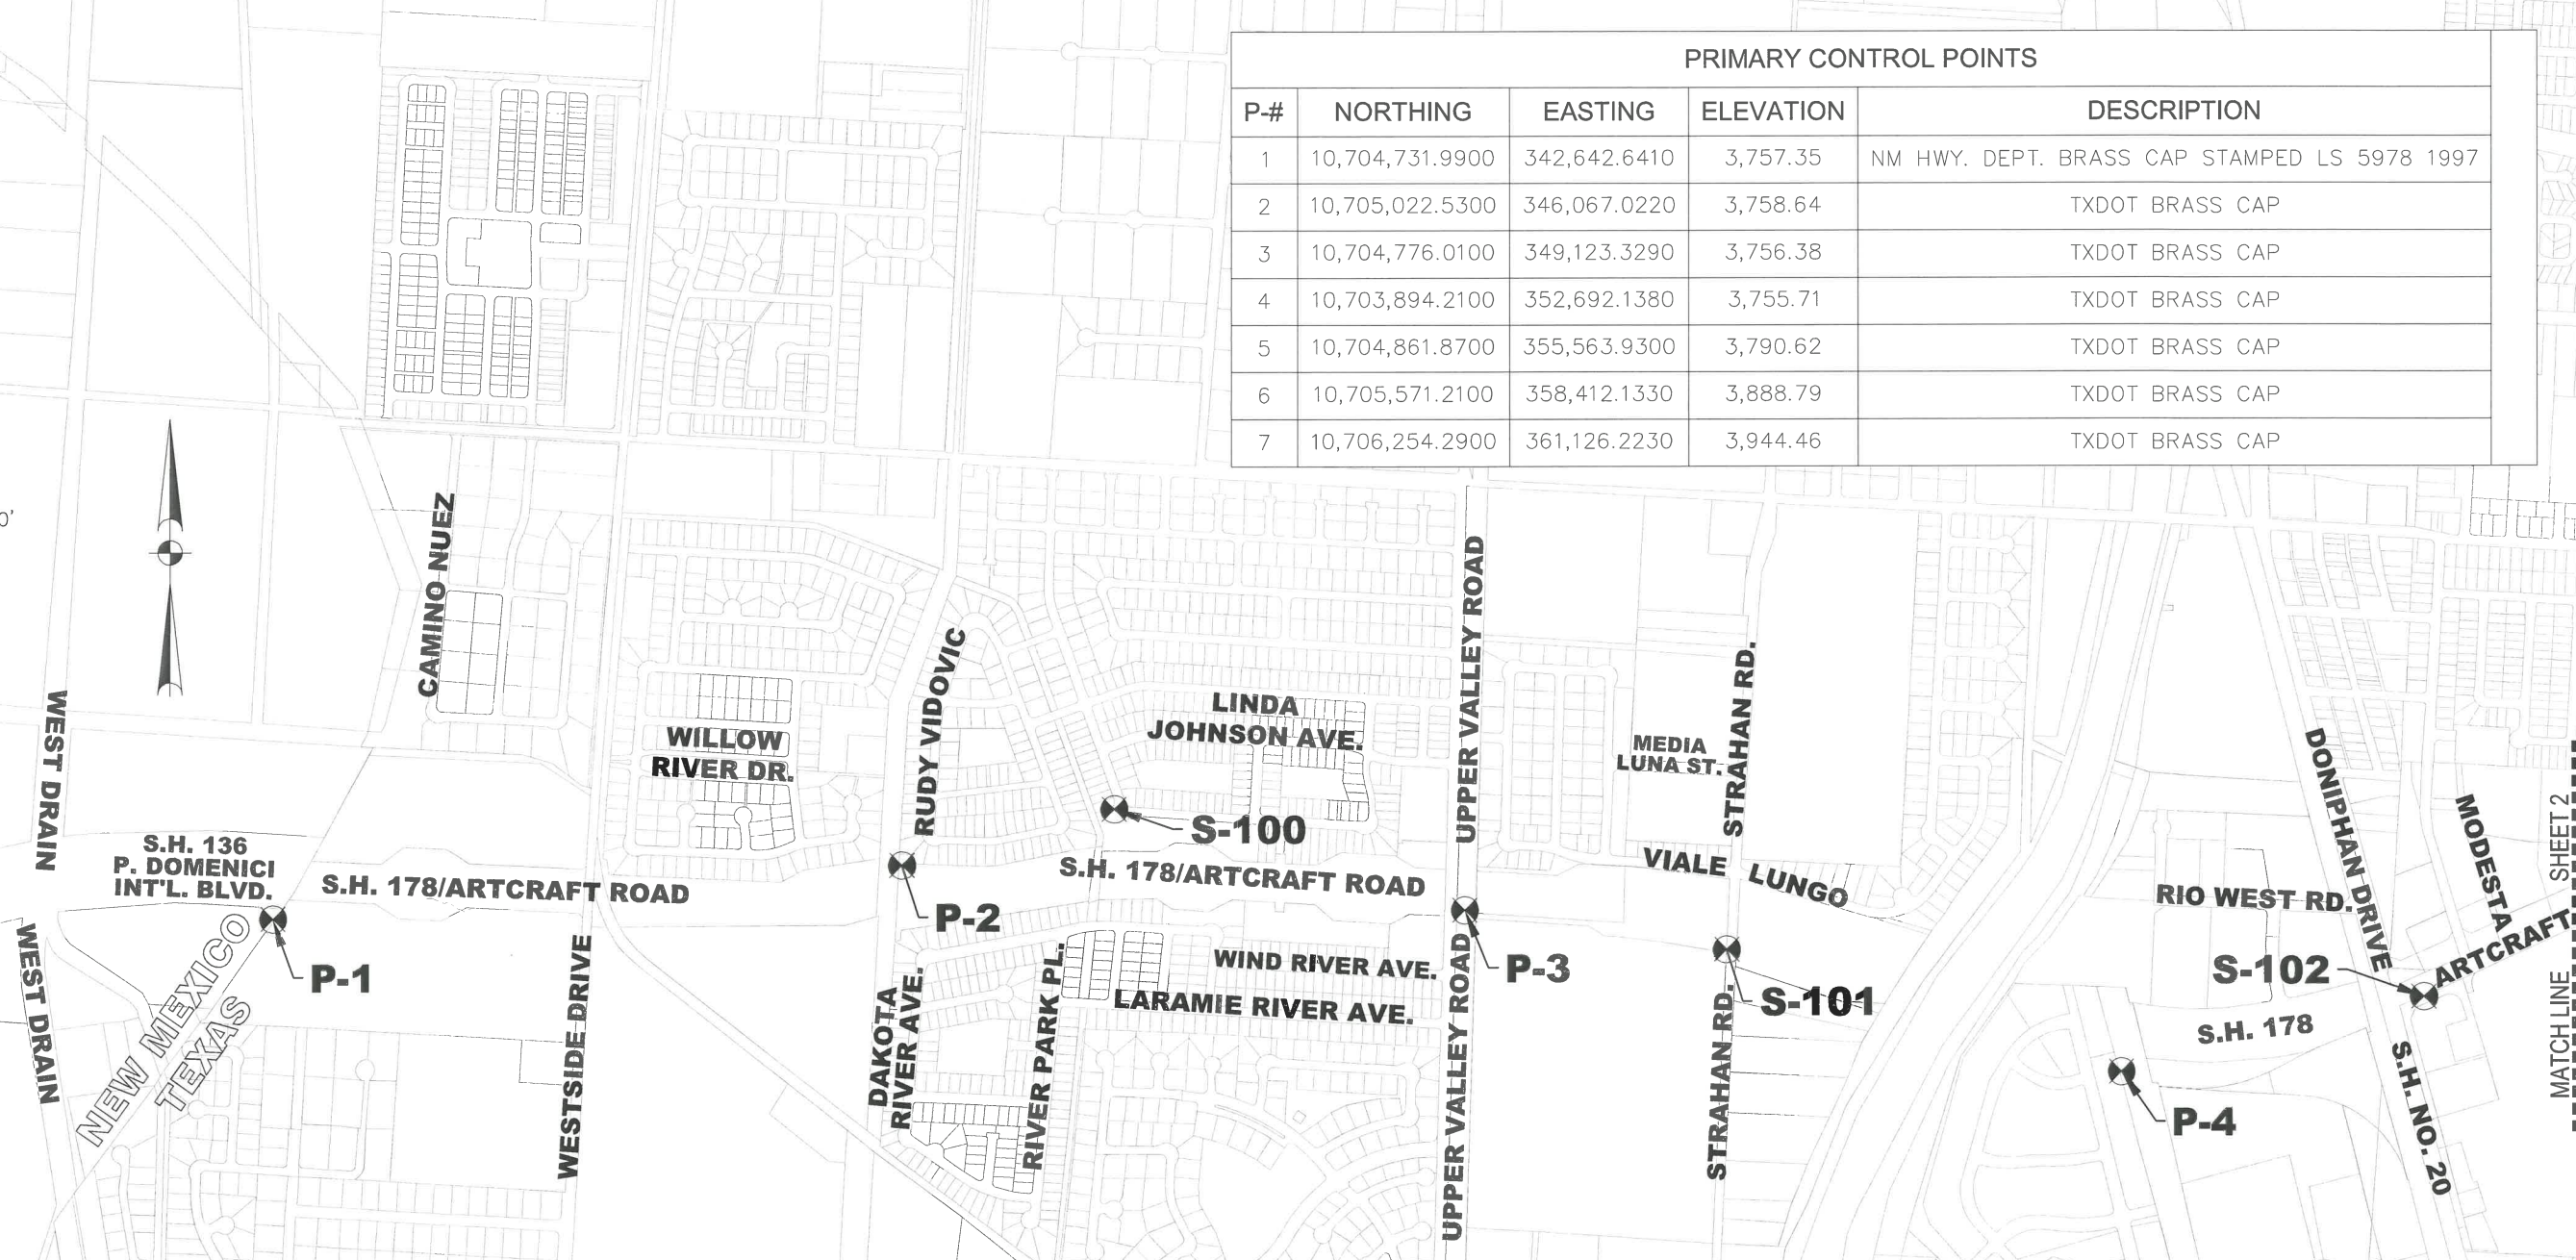 PRIMARY CONTROL POINTS
P-# NORTHING EASTING ELEVATION DESCRIPTION
1 10,704,731.9900 342,642.6410 3,757.35 NM HWY. DEPT. BRASS CAP STAMPED LS 5978 1997
2 10,705,022.5300 346,067.0220 3,758.64 TXDOT BRASS CAP
3 10,704,776.0100 349,123.3290 3,756.38 TXDOT BRASS CAP
4 10,703,894.2100 352,692.1380 3,755.71 TXDOT BRASS CAP
5 10,704,861.8700 355,563.9300 3,790.62 TXDOT BRASS CAP
6 10,705,571.2100 358,412.1330 3,888.79 TXDOT BRASS CAP
7 10,706,254.2900 361,126.2230 3,944.46 TXDOT BRASS CAP
0'
CAMINO NUEZ
WEST DRAIN
WILLOW
RIVER DR.
RUDY VIDOVIC
LINDA
JOHNSON AVE.
UPPER VALLEY ROAD
MEDIA
LUNA ST.
STRAHAN RD.
DONIPHAN DRIVE
MODESTA
SHEET 2
MATCH LINE
S.H. 136
P. DOMENICI
INT'L. BLVD.
S.H. 178/ARTCRAFT ROAD
S-100
S.H. 178/ARTCRAFT ROAD
VIALE LUNGO
RIO WEST RD.
ARTCRAFT
P-1
P-2
P-3
S-101
S-102
WEST DRAIN
NEW MEXICO
TEXAS
WESTSIDE DRIVE
DAKOTA
RIVER AVE.
RIVER PARK PL.
WIND RIVER AVE.
LARAMIE RIVER AVE.
UPPER VALLEY ROAD
STRAHAN RD.
S.H. 178
P-4
S.H. NO. 20